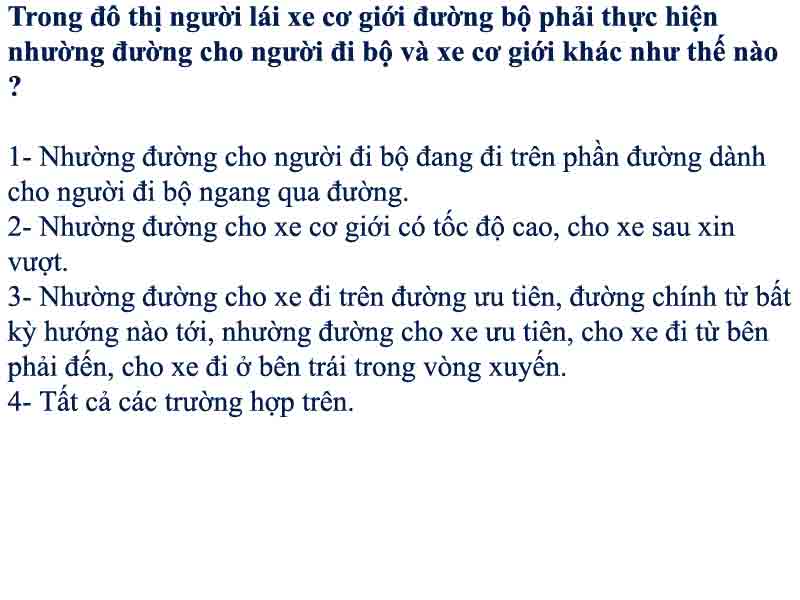 Trong đô thị người lái xe cơ giới đường bộ phải thực hiện
nhường đường cho người đi bộ và xe cơ giới khác như thế nào
?
1- Nhường đường cho người đi bộ đang đi trên phần đường dành
cho người đi bộ ngang qua đường.
2- Nhường đường cho xe cơ giới có tốc độ cao, cho xe sau xin
vượt.
3- Nhường đường cho xe đi trên đường ưu tiên, đường chính từ bất
kỳ hướng nào tới, nhường đường cho xe ưu tiên, cho xe đi từ bên
phải đến, cho xe đi ở bên trái trong vòng xuyến.
4- Tất cả các trường hợp trên.